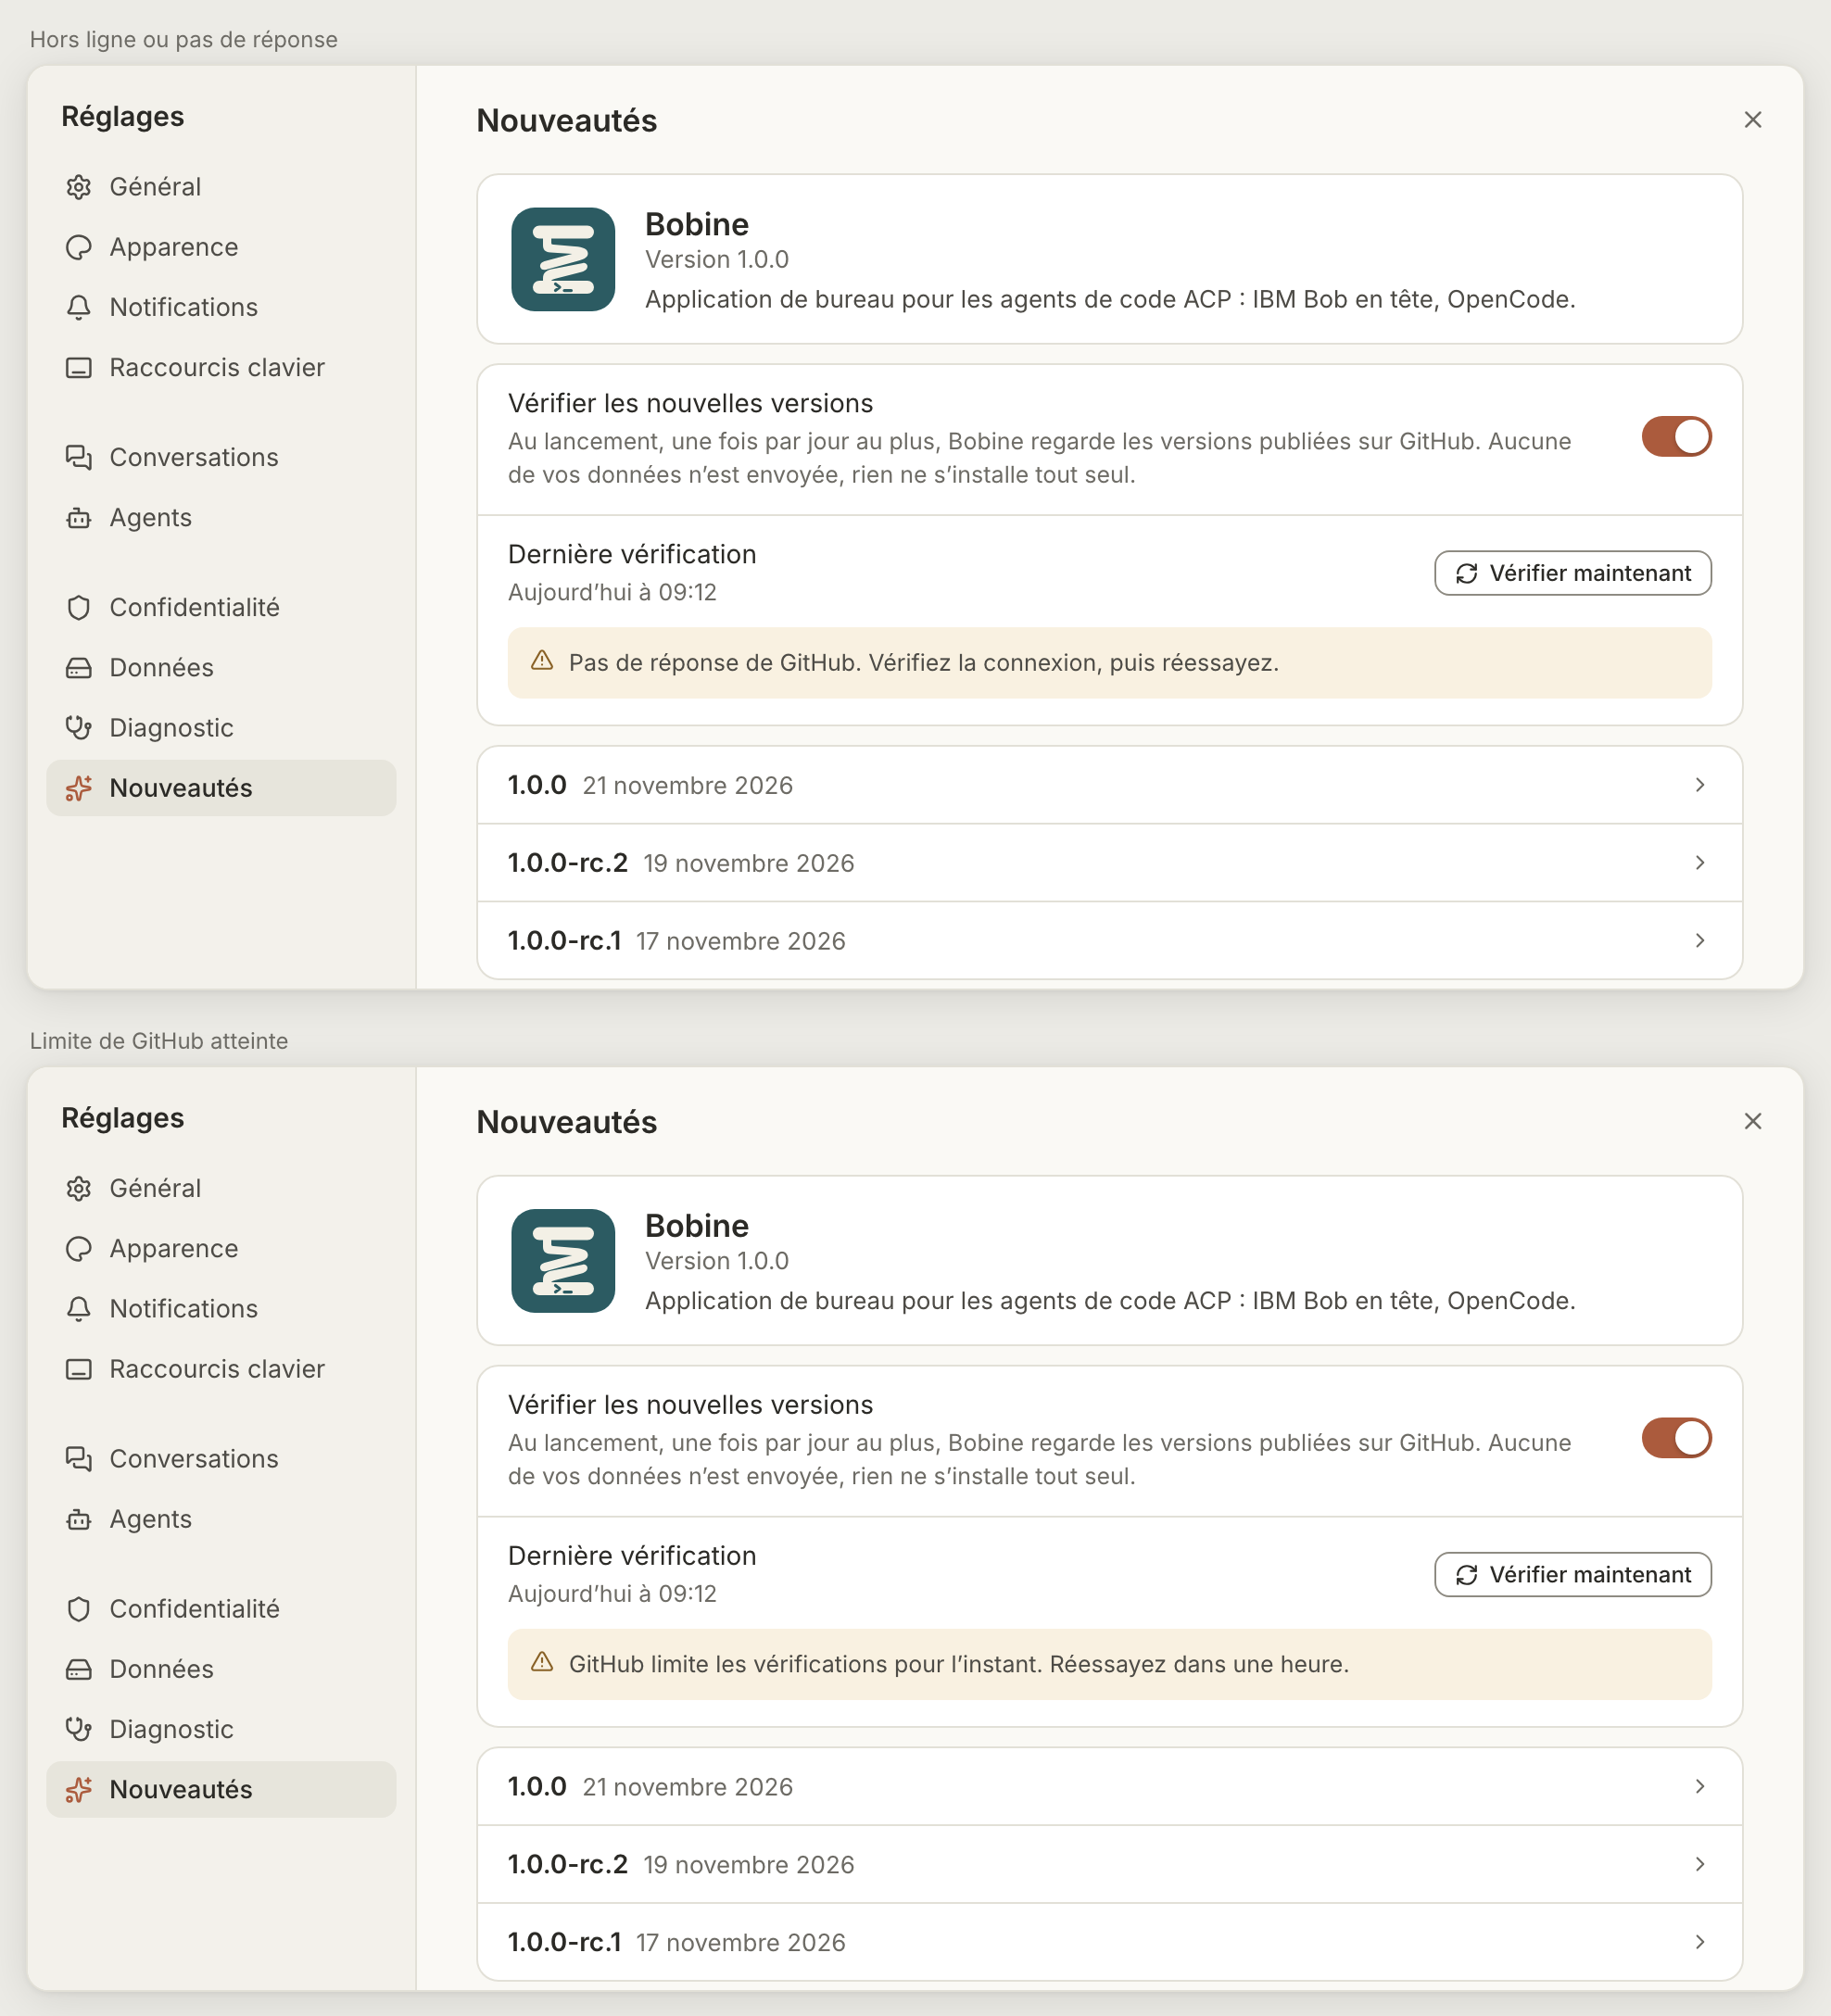 Hors ligne ou pas de réponse
Réglages
Général
Apparence
Notifications
Raccourcis clavier
Conversations
Agents
Confidentialité
Données
Diagnostic
Nouveautés
Nouveautés
Bobine
Version 1.0.0
Application de bureau pour les agents de code ACP : IBM Bob en tête, OpenCode.
Vérifier les nouvelles versions
Au lancement, une fois par jour au plus, Bobine regarde les versions publiées sur GitHub. Aucune
de vos données n’est envoyée, rien ne s’installe tout seul.
Dernière vérification
Aujourd’hui à 09:12
Vérifier maintenant
Pas de réponse de GitHub. Vérifiez la connexion, puis réessayez.
1.0.0 21 novembre 2026
1.0.0-rc.2 19 novembre 2026
1.0.0-rc.1 17 novembre 2026
Limite de GitHub atteinte
Réglages
Général
Apparence
Notifications
Raccourcis clavier
Conversations
Agents
Confidentialité
Données
Diagnostic
Nouveautés
Nouveautés
Bobine
Version 1.0.0
Application de bureau pour les agents de code ACP : IBM Bob en tête, OpenCode.
Vérifier les nouvelles versions
Au lancement, une fois par jour au plus, Bobine regarde les versions publiées sur GitHub. Aucune
de vos données n’est envoyée, rien ne s’installe tout seul.
Dernière vérification
Aujourd’hui à 09:12
Vérifier maintenant
GitHub limite les vérifications pour l’instant. Réessayez dans une heure.
1.0.0 21 novembre 2026
1.0.0-rc.2 19 novembre 2026
1.0.0-rc.1 17 novembre 2026